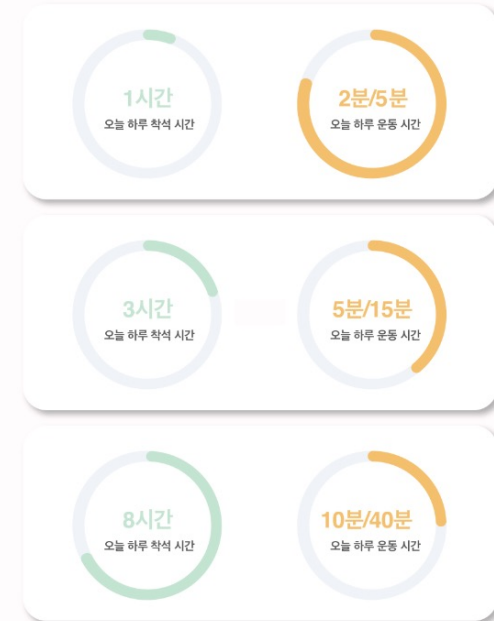 1시간
오늘 하루 착석 시간
2분/5분
오늘 하루 운동 시간
3시간
오늘 하루 착석 시간
5분/15분
오늘 하루 운동 시간
8시간
오늘 하루 착석 시간
10분/40분
오늘 하루 운동 시간